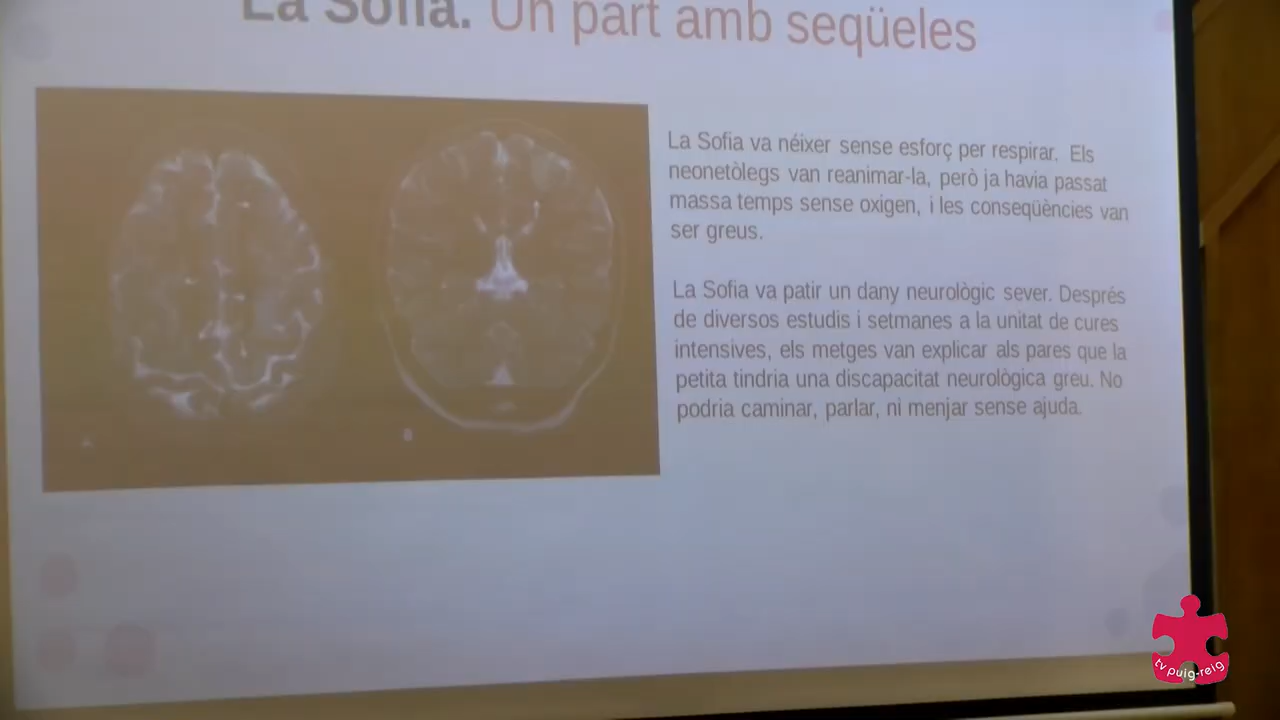 La Sofia. Un part amb seqüeles
La Sofia va néixer sense esforç per respirar. Els
neonetòlegs van reanimar-la, però ja havia passat
massa temps sense oxigen, i les conseqüències van
ser greus.
La Sofia va patir un dany neurològic sever. Després
de diversos estudis i setmanes a la unitat de cures
intensives, els metges van explicar als pares que la
petita tindria una discapacitat neurològica greu. No
podria caminar, parlar, ni menjar sense ajuda.
tv puig-reig